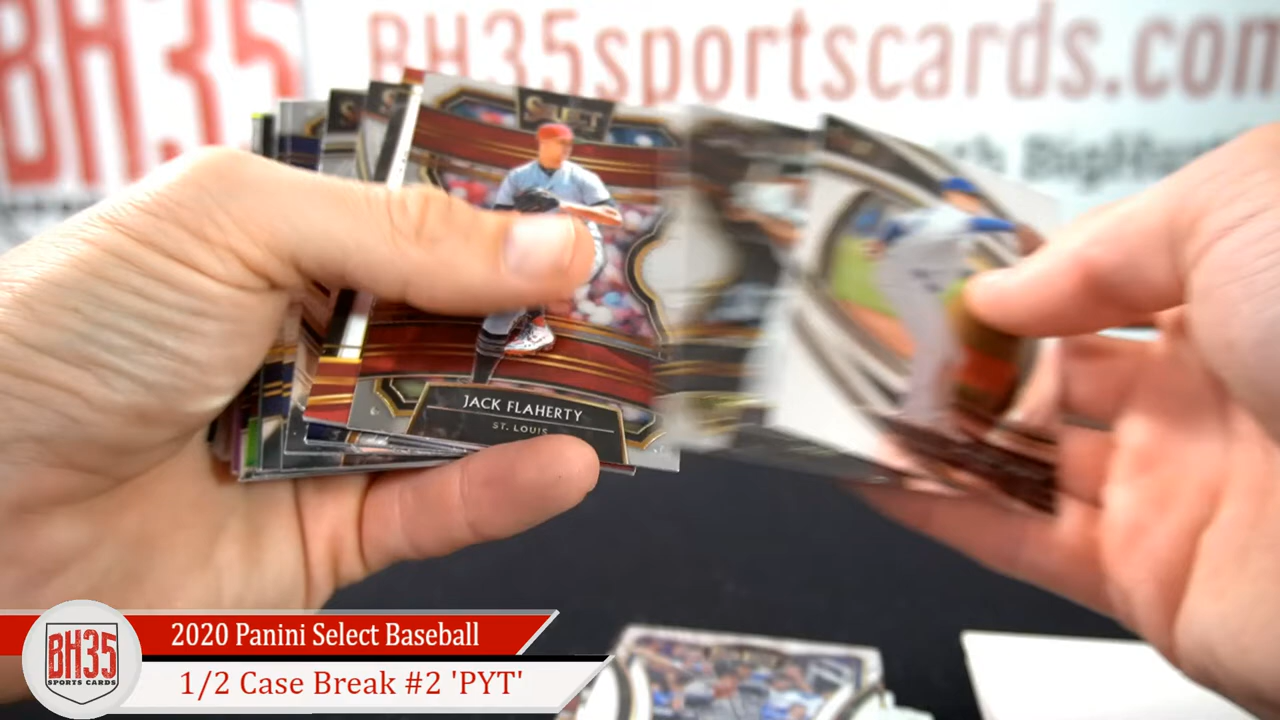 BH35
BH35sportscards.com
SELECT
JACK FLAHERTY
ST. LOUIS
BH35
SPORTS CARDS
2020 Panini Select Baseball
1/2 Case Break #2 'PYT'